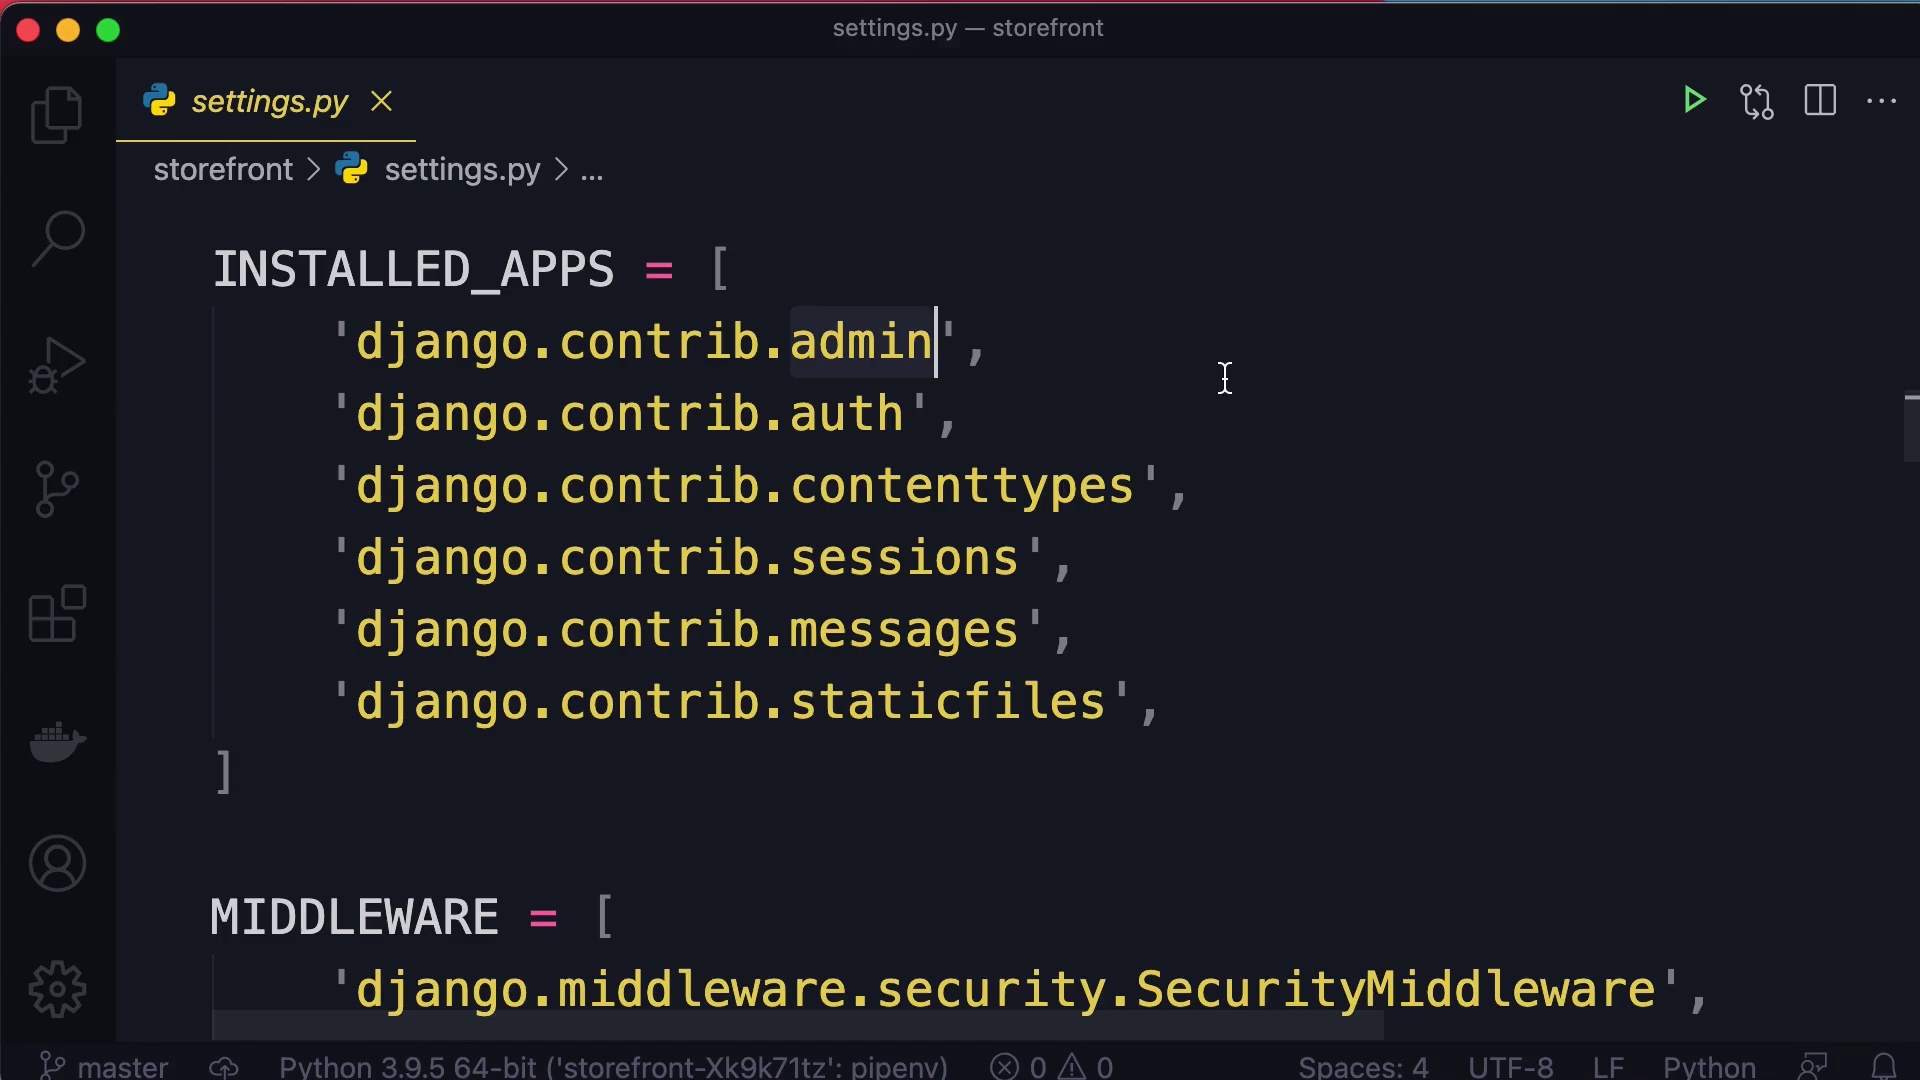 settings.py — storefront
settings.py
storefront > settings.py > ...
INSTALLED_APPS = [
    'django.contrib.admin',
    'django.contrib.auth',
    'django.contrib.contenttypes',
    'django.contrib.sessions',
    'django.contrib.messages',
    'django.contrib.staticfiles',
]
MIDDLEWARE = [
    'django.middleware.security.SecurityMiddleware',
master Python 3.9.5 64-bit ('storefront-Xk9k71tz': pipenv) 0 0 Spaces: 4 UTF-8 LF Python